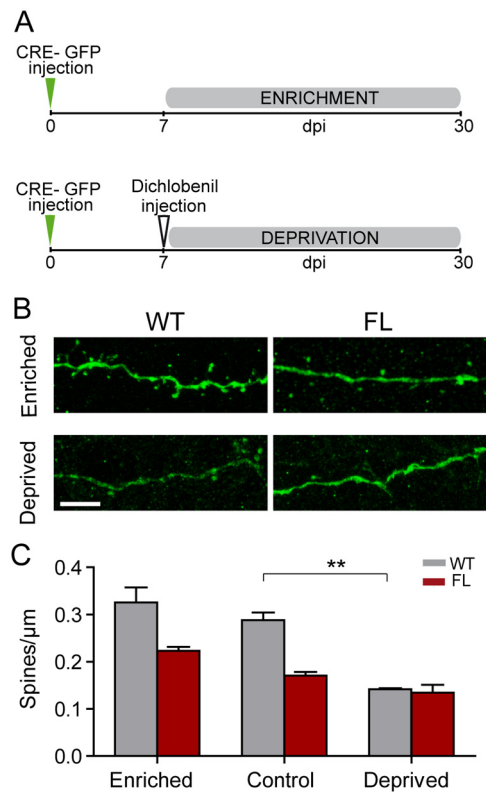 A
CRE- GFP
injection
ENRICHMENT
0
7
dpi
30
CRE- GFP
injection
Dichlobenil
injection
DEPRIVATION
0
7
dpi
30
B
WT
FL
Enriched
Deprived
C
**
WT
FL
Spines/μm
0.4
0.3
0.2
0.1
0.0
Enriched
Control
Deprived